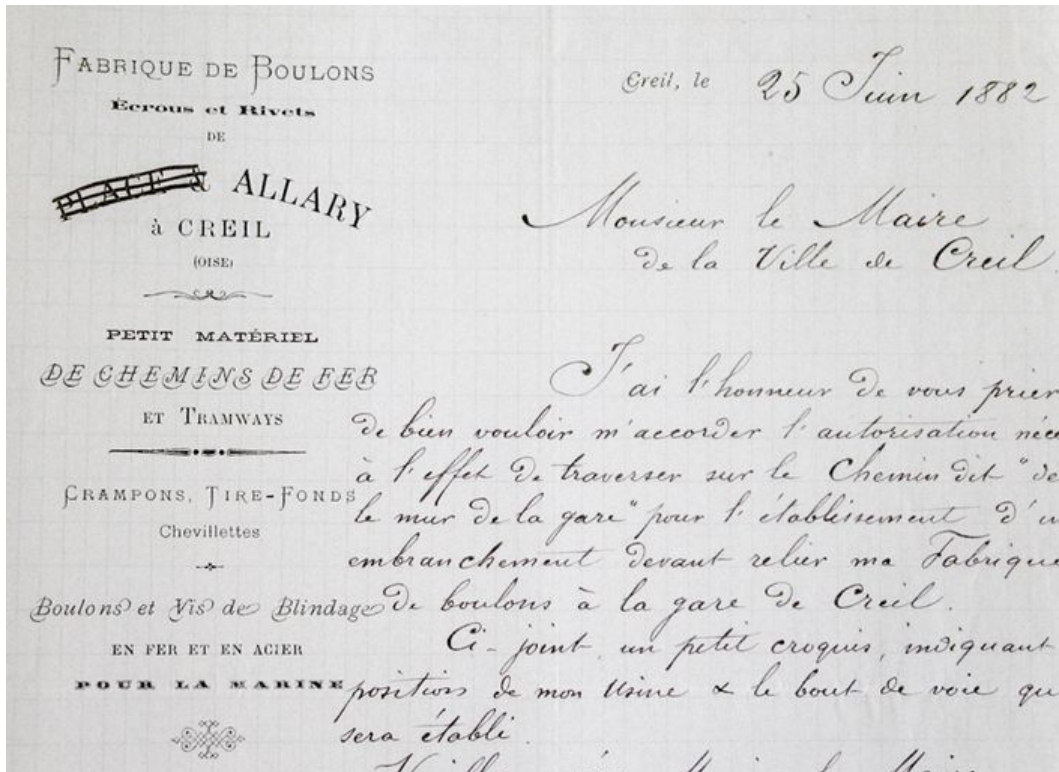 FABRIQUE DE BOULONS
Écrous et Rivets
DE
PLACE & ALLARY
à CREIL
(OISE)
PETIT MATÉRIEL
DE CHEMINS DE FER
ET TRAMWAYS
CRAMPONS, TIRE-FONDS
Chevillettes
Boulons et Vis de Blindage
EN FER ET EN ACIER
POUR LA MARINE
Creil, le 25 Juin 1882
Monsieur le Maire
de la Ville de Creil.
J'ai l'honneur de vous prier
de bien vouloir m'accorder l'autorisation néce
à l'effet de traverser sur le Chemin dit "de
le mur de la gare" pour l'établissement d'u
embranchement devant relier ma Fabrique
de boulons à la gare de Creil.
Ci-joint, un petit croquis, indiquant
position de mon Usine & le bout de voie qu
sera établi.